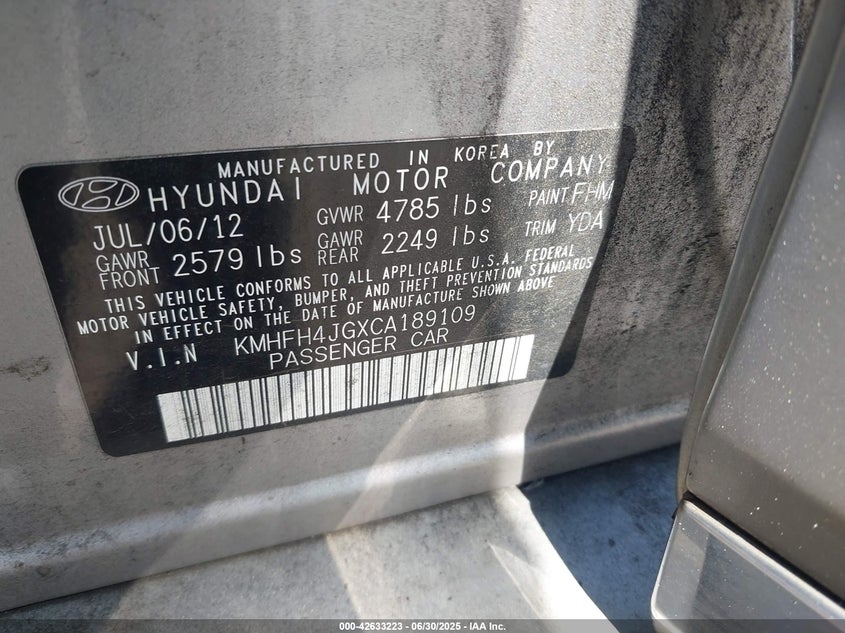 MANUFACTURED IN KOREA BY
HYUNDAI MOTOR COMPANY
JUL/06/12 GVWR 4785 lbs PAINT FHM
GAWR FRONT 2579 lbs GAWR REAR 2249 lbs TRIM YDA
THIS VEHICLE CONFORMS TO ALL APPLICABLE U.S.A. FEDERAL
MOTOR VEHICLE SAFETY, BUMPER, AND THEFT PREVENTION STANDARDS
IN EFFECT ON THE DATE OF MANUFACTURE SHOWN ABOVE
V.I.N KMHFH4JGXCA189109
PASSENGER CAR
000-42633223 - 06/30/2025 - IAA Inc.